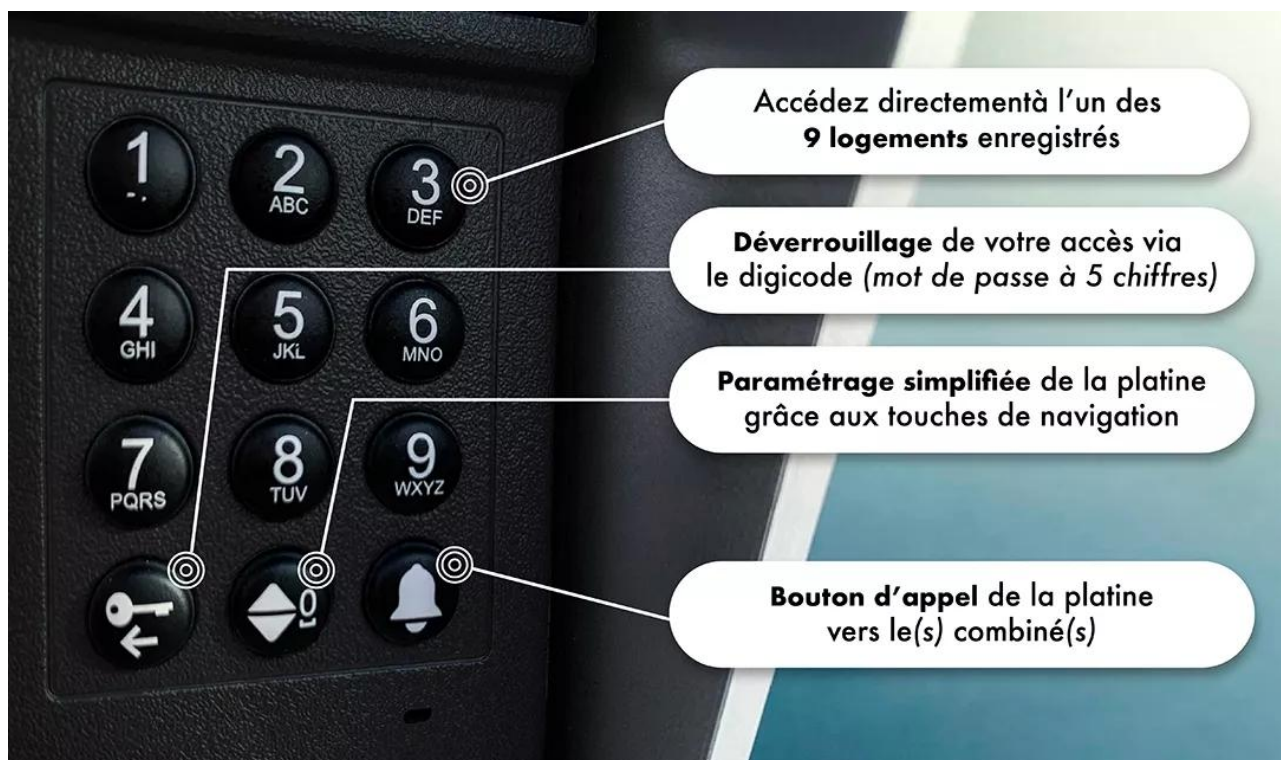 1
-.
2
ABC
3
DEF
4
GHI
5
JKL
6
MNO
7
PQRS
8
TUV
9
WXYZ
0
Accédez directementà l’un des
9 logements enregistrés
Déverrouillage de votre accès via
le digicode (mot de passe à 5 chiffres)
Paramétrage simplifiée de la platine
grâce aux touches de navigation
Bouton d’appel de la platine
vers le(s) combiné(s)